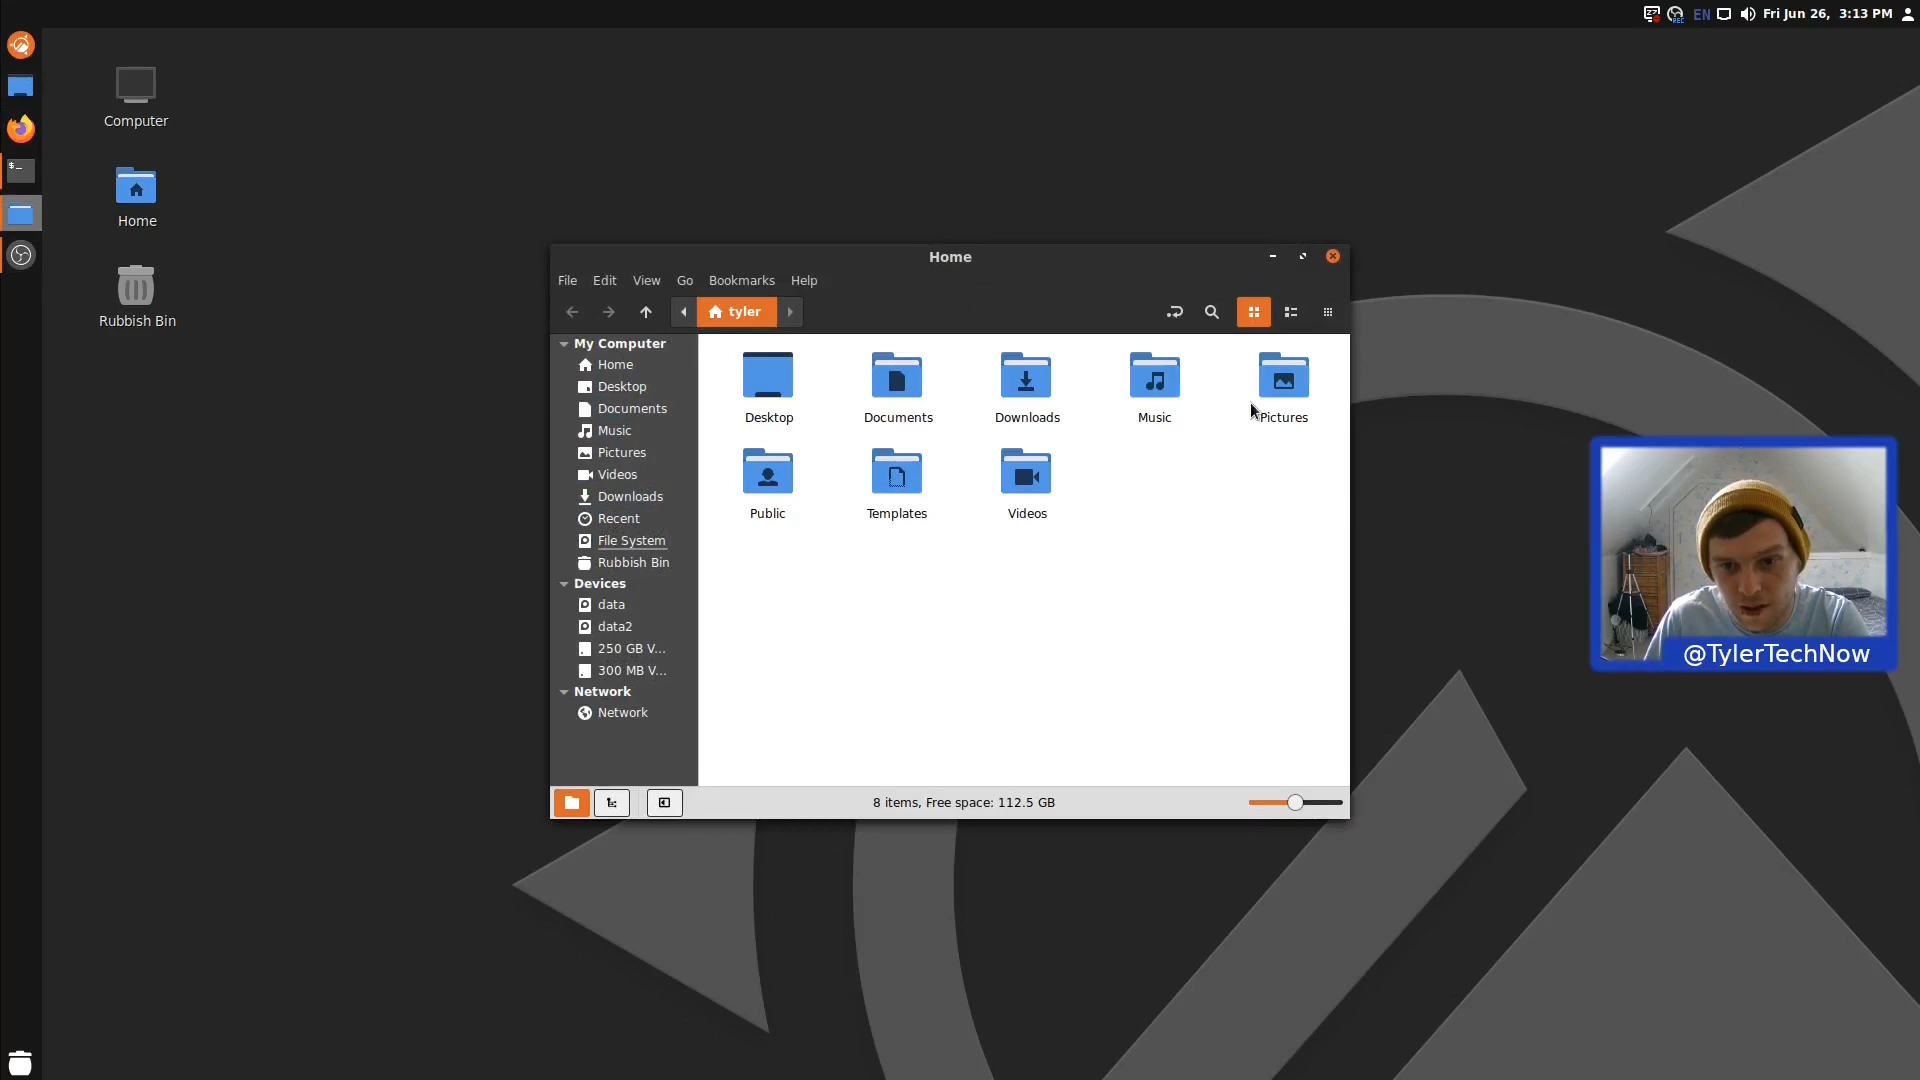 EN Fri Jun 26, 3:13 PM
Computer
Home
Rubbish Bin
$_
Home
File Edit View Go Bookmarks Help
tyler
My Computer
Home
Desktop
Documents
Music
Pictures
Videos
Downloads
Recent
File System
Rubbish Bin
Devices
data
data2
250 GB V...
300 MB V...
Network
Network
Desktop Documents Downloads Music Pictures
Public Templates Videos
8 items, Free space: 112.5 GB
@TylerTechNow